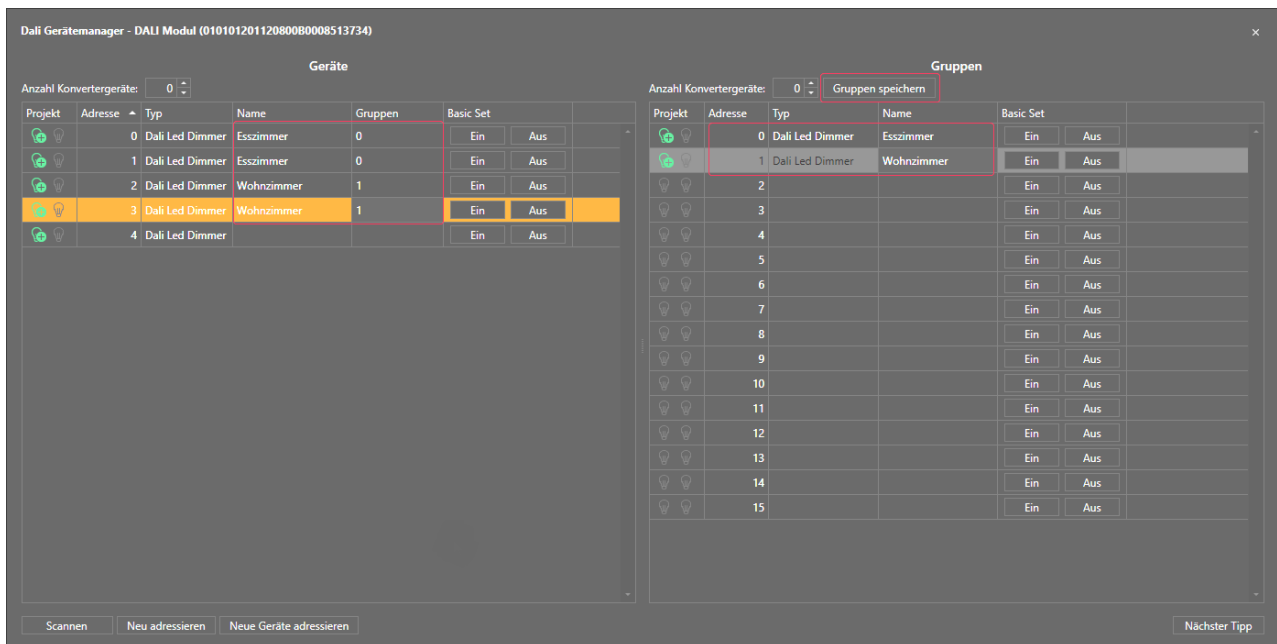 Dali Gerätemanager - DALI Modul (010101201120800B0008513734) ×
Geräte
Anzahl Konvertergeräte: 0
Projekt Adresse Typ Name Gruppen Basic Set
0 Dali Led Dimmer Esszimmer 0 Ein Aus
1 Dali Led Dimmer Esszimmer 0 Ein Aus
2 Dali Led Dimmer Wohnzimmer 1 Ein Aus
3 Dali Led Dimmer Wohnzimmer 1 Ein Aus
4 Dali Led Dimmer Ein Aus
Gruppen
Anzahl Konvertergeräte: 0 Gruppen speichern
Projekt Adresse Typ Name Basic Set
0 Dali Led Dimmer Esszimmer Ein Aus
1 Dali Led Dimmer Wohnzimmer Ein Aus
2 Ein Aus
3 Ein Aus
4 Ein Aus
5 Ein Aus
6 Ein Aus
7 Ein Aus
8 Ein Aus
9 Ein Aus
10 Ein Aus
11 Ein Aus
12 Ein Aus
13 Ein Aus
14 Ein Aus
15 Ein Aus
Scannen Neu adressieren Neue Geräte adressieren Nächster Tipp